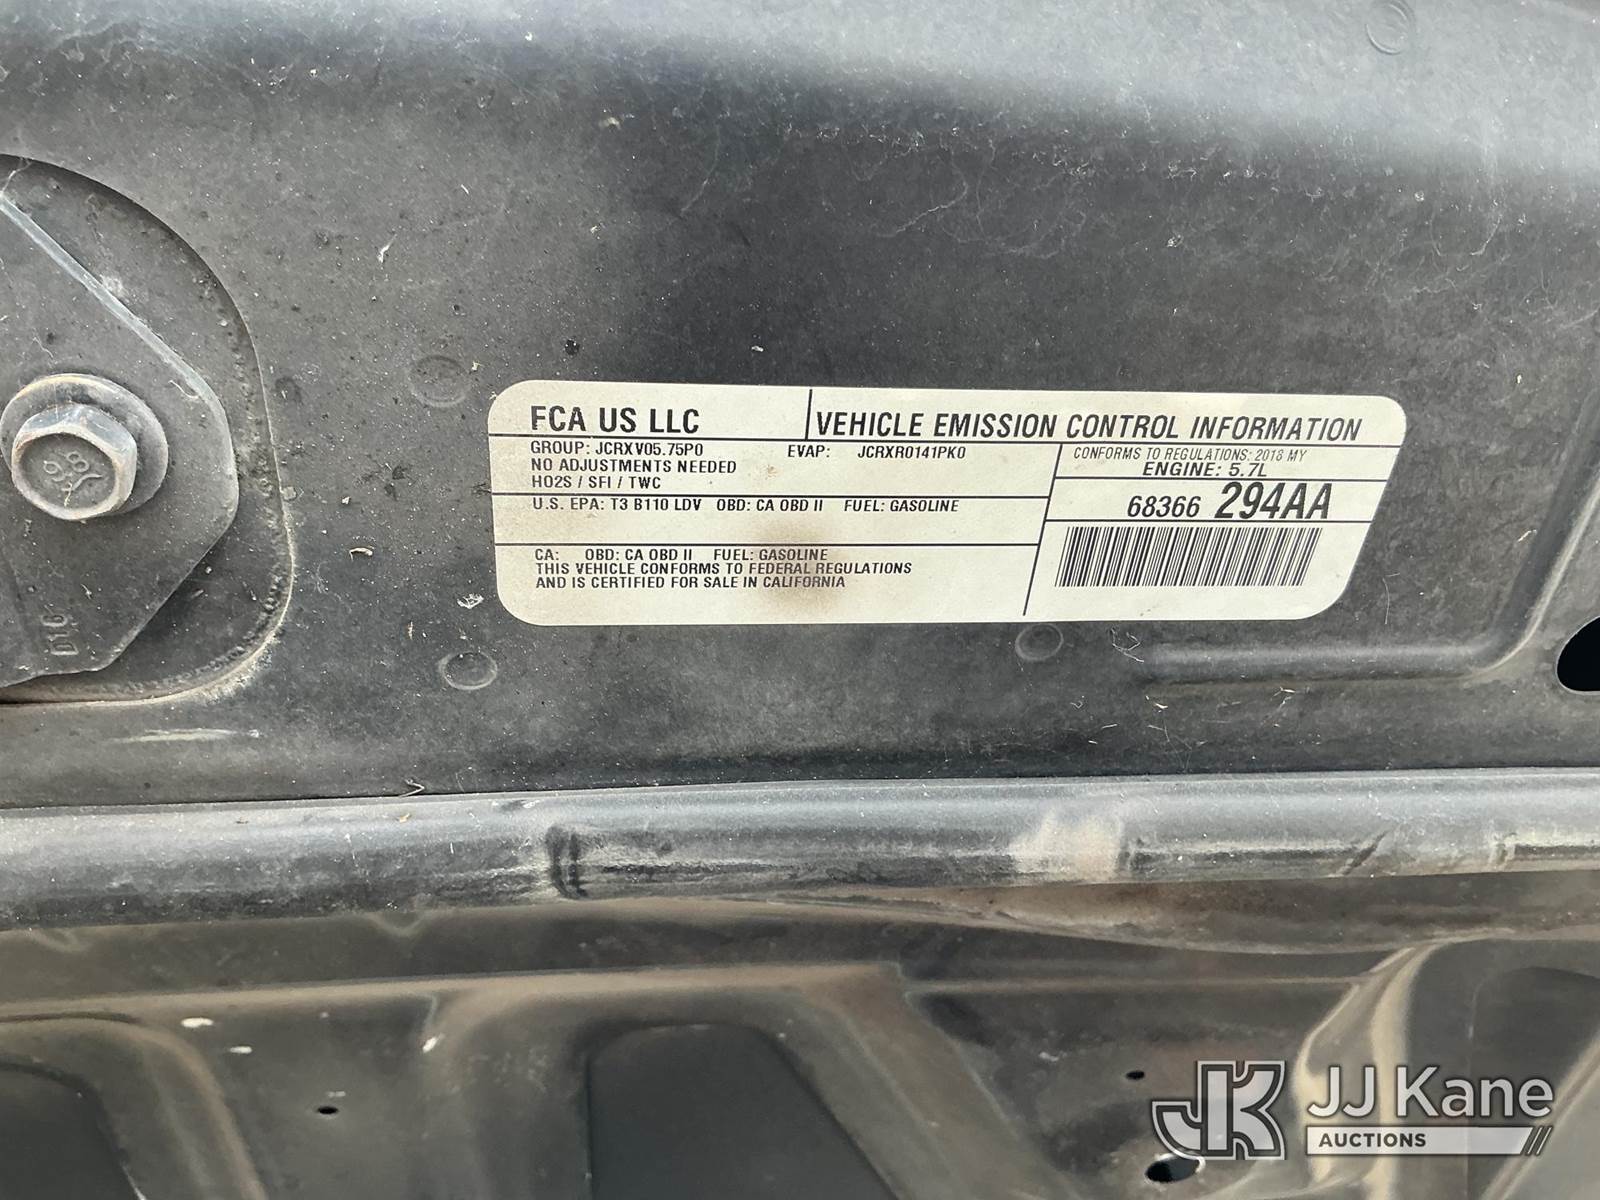 FCA US LLC
VEHICLE EMISSION CONTROL INFORMATION
GROUP: JCRXV05.75P0 EVAP: JCRXR0141PK0
NO ADJUSTMENTS NEEDED
HO2S / SFI / TWC
CONFORMS TO REGULATIONS: 2018 MY
ENGINE: 5.7L
U.S. EPA: T3 B110 LDV OBD: CA OBD II FUEL: GASOLINE
68366 294AA
CA: OBD: CA OBD II FUEL: GASOLINE
THIS VEHICLE CONFORMS TO FEDERAL REGULATIONS
AND IS CERTIFIED FOR SALE IN CALIFORNIA
D16
JK JJ Kane
AUCTIONS